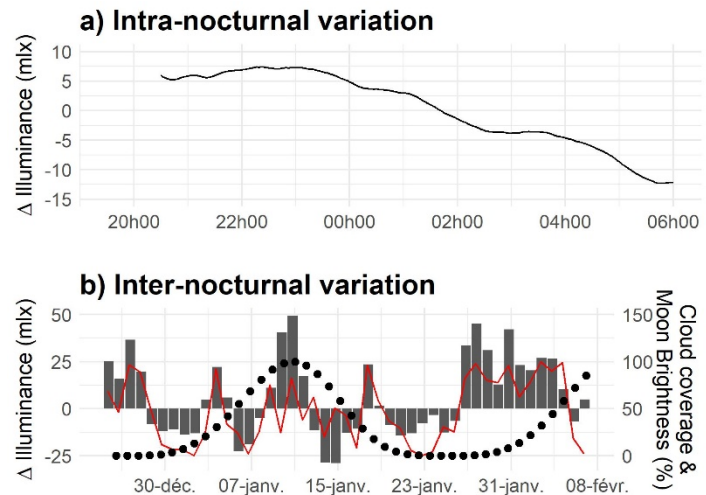 a) Intra-nocturnal variation
Δ Illuminance (mlx)
10
5
0
-5
-10
-15
20h00 22h00 00h00 02h00 04h00 06h00
b) Inter-nocturnal variation
Δ Illuminance (mlx)
50
25
0
-25
150
100
50
0
Cloud coverage &
Moon Brightness (%)
30-déc. 07-janv. 15-janv. 23-janv. 31-janv. 08-févr.